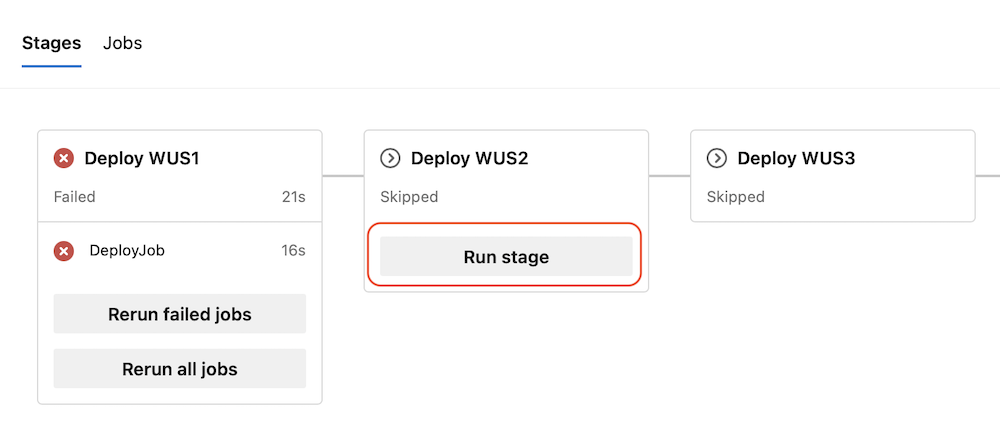 Stages Jobs
Deploy WUS1
Failed 21s
DeployJob 16s
Rerun failed jobs
Rerun all jobs
Deploy WUS2
Skipped
Run stage
Deploy WUS3
Skipped